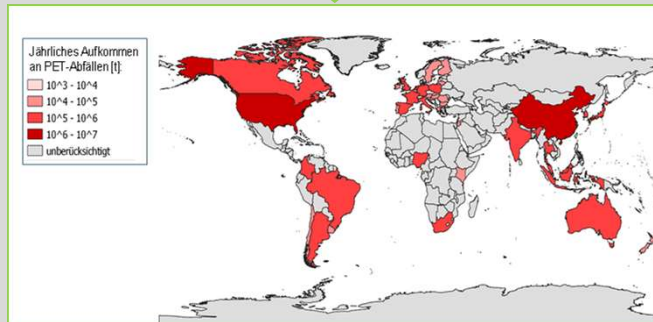 Jährliches Aufkommen
an PET-Abfällen [t]:
10^3 - 10^4
10^4 - 10^5
10^5 - 10^6
10^6 - 10^7
unberücksichtigt